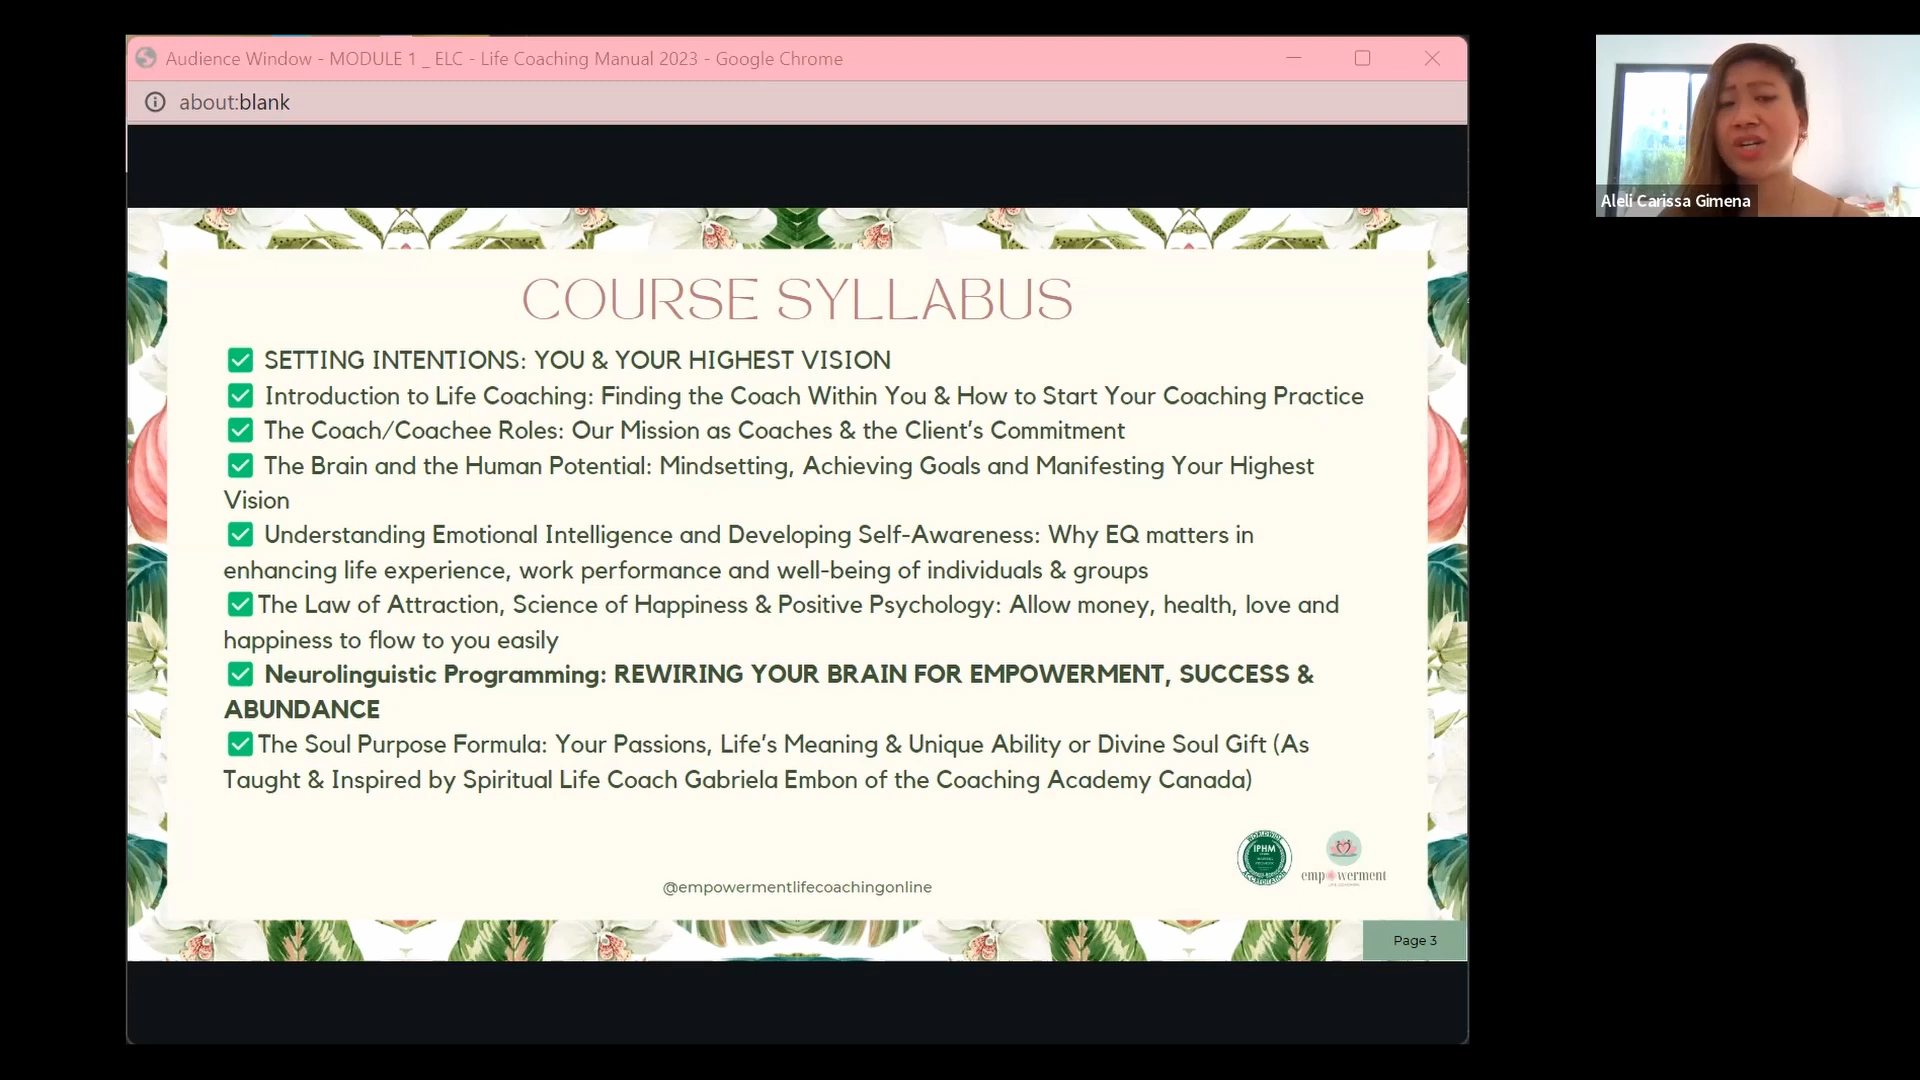 Audience Window - MODULE 1 _ ELC - Life Coaching Manual 2023 - Google Chrome
about:blank
Aleli Carissa Gimena
COURSE SYLLABUS
✅ SETTING INTENTIONS: YOU & YOUR HIGHEST VISION
✅ Introduction to Life Coaching: Finding the Coach Within You & How to Start Your Coaching Practice
✅ The Coach/Coachee Roles: Our Mission as Coaches & the Client's Commitment
✅ The Brain and the Human Potential: Mindsetting, Achieving Goals and Manifesting Your Highest
Vision
✅ Understanding Emotional Intelligence and Developing Self-Awareness: Why EQ matters in
enhancing life experience, work performance and well-being of individuals & groups
✅ The Law of Attraction, Science of Happiness & Positive Psychology: Allow money, health, love and
happiness to flow to you easily
✅ Neurolinguistic Programming: REWIRING YOUR BRAIN FOR EMPOWERMENT, SUCCESS &
ABUNDANCE
✅ The Soul Purpose Formula: Your Passions, Life's Meaning & Unique Ability or Divine Soul Gift (As
Taught & Inspired by Spiritual Life Coach Gabriela Embon of the Coaching Academy Canada)
WORLDWIDE
IPHM
ACCREDITATION
empowerment
@empowermentlifecoachingonline
Page 3